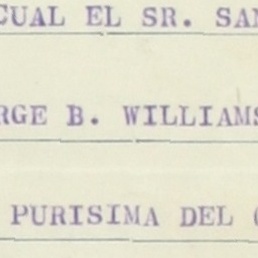 CUAL EL SR. SAN
RGE B. WILLIAMS
PURISIMA DEL